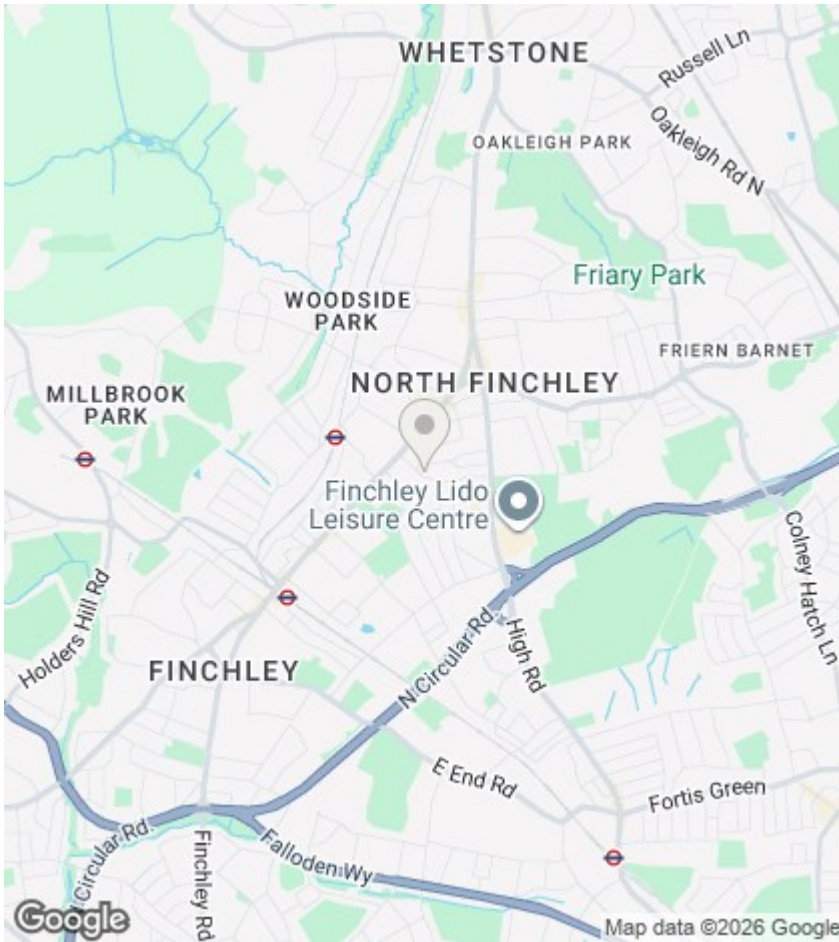 WHETSTONE
Russell Ln
OAKLEIGH PARK
Oakleigh Rd N
Friary Park
WOODSIDE
PARK
FRIERN BARNET
NORTH FINCHLEY
MILLBROOK
PARK
Finchley Lido
Leisure Centre
Colney Hatch Ln
Holders Hill Rd
N Circular Rd
High Rd
FINCHLEY
E End Rd
Fortis Green
N Circular Rd
Finchley Rd
Falloden Wy
Google
Map data ©2026 Google